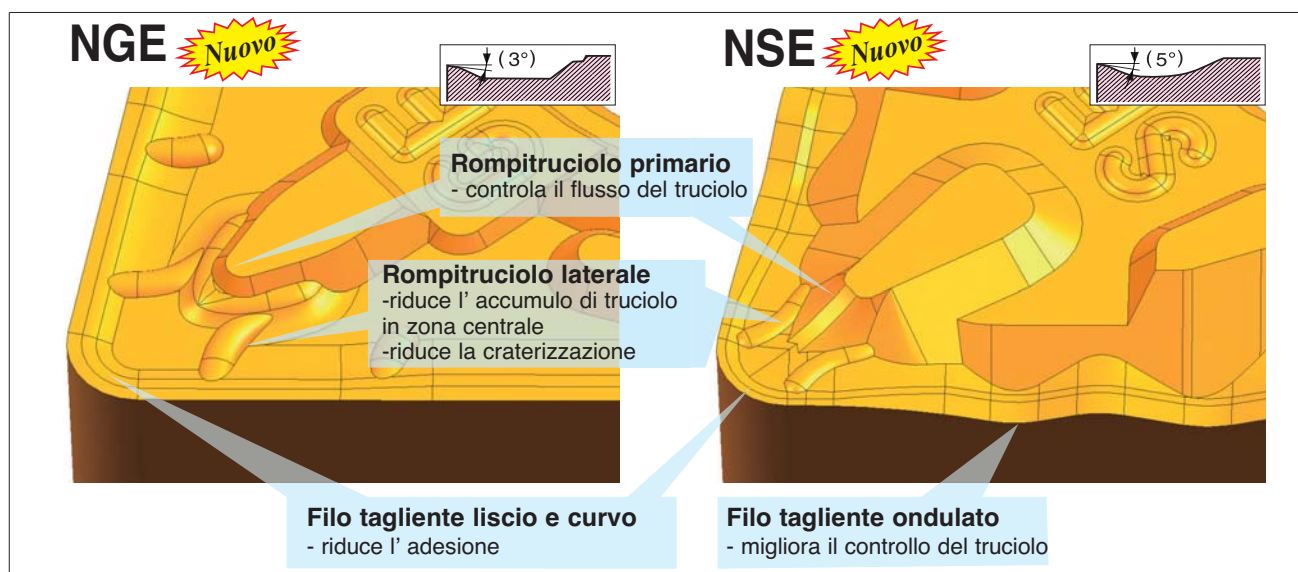 NGE Nuovo
(3°)
NSE Nuovo
(5°)
Rompitruciolo primario
- controla il flusso del truciolo
Rompitruciolo laterale
-riduce l' accumulo di truciolo
in zona centrale
-riduce la craterizzazione
Filo tagliente liscio e curvo
- riduce l' adesione
Filo tagliente ondulato
- migliora il controllo del truciolo